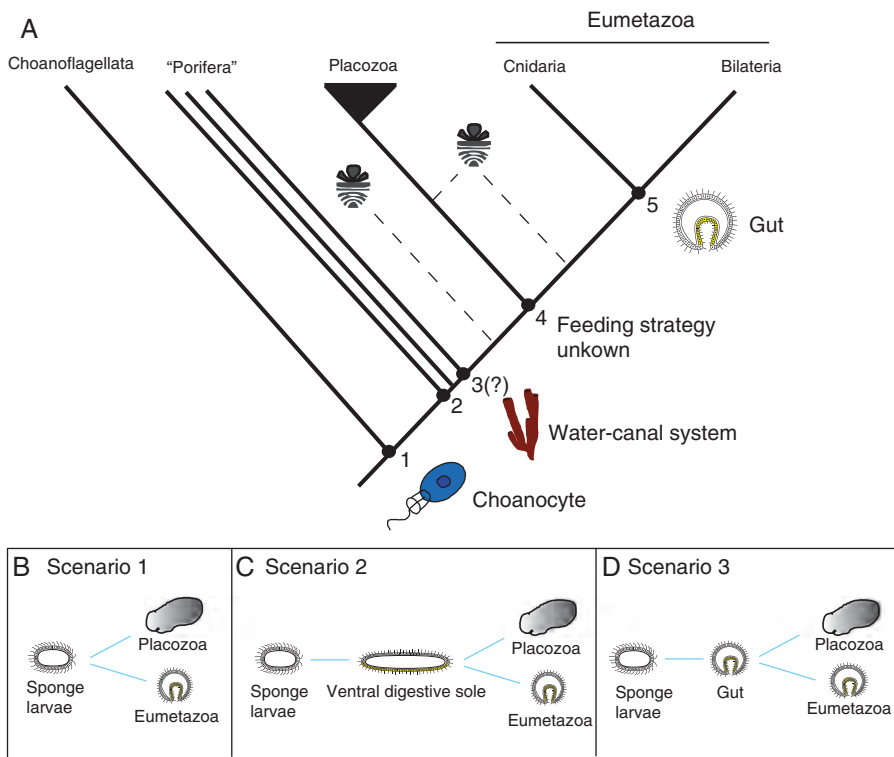 A
Eumetazoa
Choanoflagellata
"Porifera"
Placozoa
Cnidaria
Bilateria
5
Gut
4
Feeding strategy
unkown
3(?)
2
Water-canal system
1
Choanocyte
B Scenario 1
Sponge
larvae
Placozoa
Eumetazoa
C Scenario 2
Sponge
larvae
Ventral digestive sole
Placozoa
Eumetazoa
D Scenario 3
Sponge
larvae
Gut
Placozoa
Eumetazoa